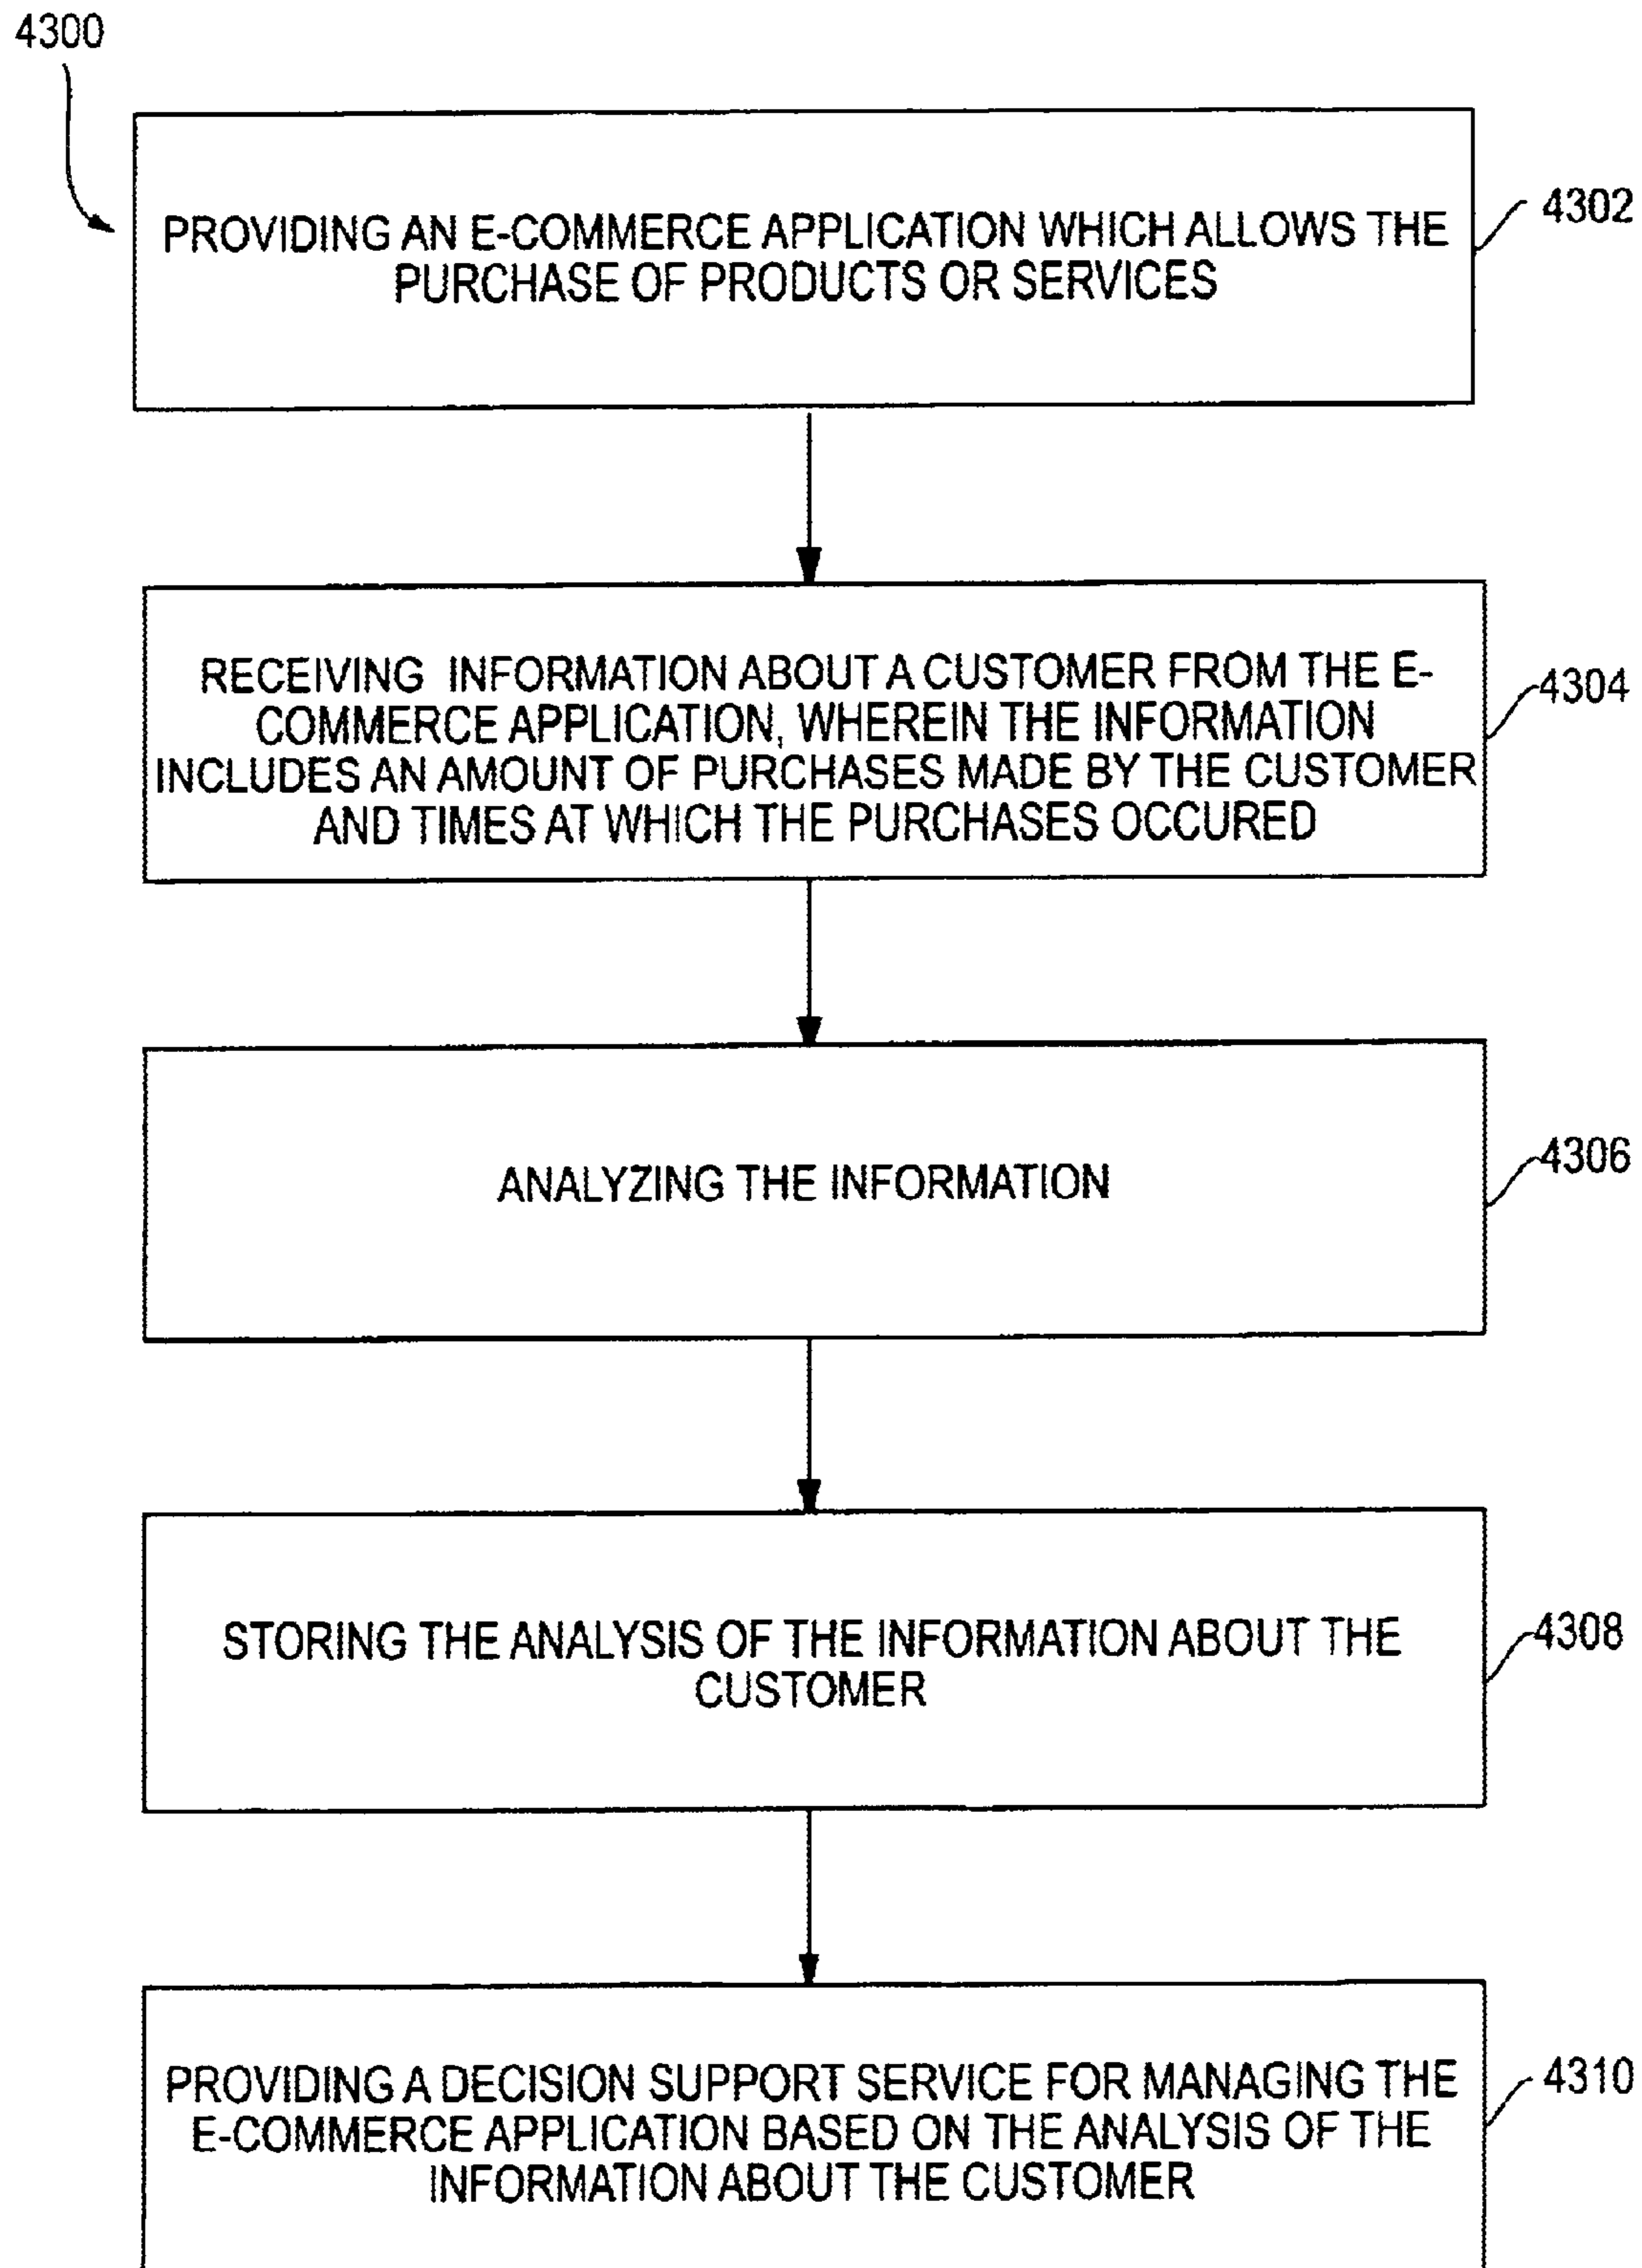 4300
PROVIDING AN E-COMMERCE APPLICATION WHICH ALLOWS THE
PURCHASE OF PRODUCTS OR SERVICES
4302
RECEIVING INFORMATION ABOUT A CUSTOMER FROM THE E-
COMMERCE APPLICATION, WHEREIN THE INFORMATION
INCLUDES AN AMOUNT OF PURCHASES MADE BY THE CUSTOMER
AND TIMES AT WHICH THE PURCHASES OCCURED
4304
ANALYZING THE INFORMATION
4306
STORING THE ANALYSIS OF THE INFORMATION ABOUT THE
CUSTOMER
4308
PROVIDING A DECISION SUPPORT SERVICE FOR MANAGING THE
E-COMMERCE APPLICATION BASED ON THE ANALYSIS OF THE
INFORMATION ABOUT THE CUSTOMER
4310